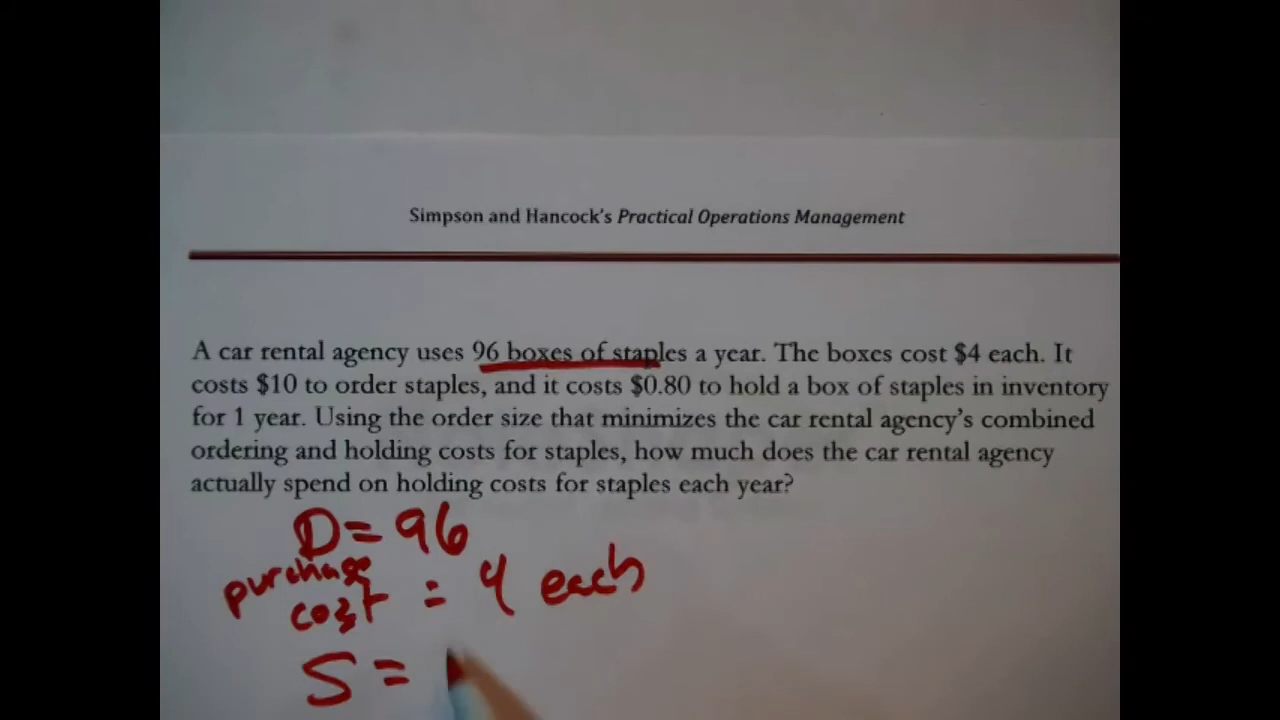 Simpson and Hancock's Practical Operations Management
A car rental agency uses 96 boxes of staples a year. The boxes cost $4 each. It
costs $10 to order staples, and it costs $0.80 to hold a box of staples in inventory
for 1 year. Using the order size that minimizes the car rental agency's combined
ordering and holding costs for staples, how much does the car rental agency
actually spend on holding costs for staples each year?
D = 96
purchase
cost = 4 each
S =